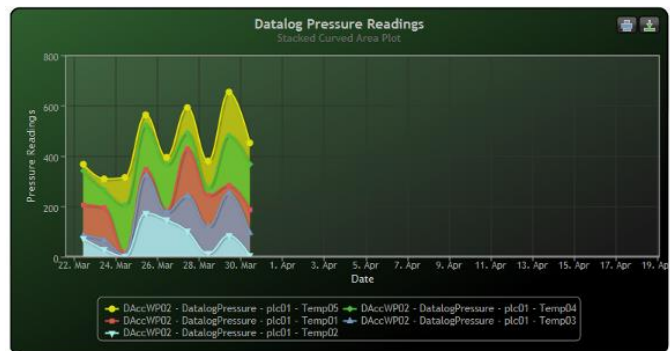 Datalog Pressure Readings
Stacked Curved Area Plot
800
600
400
200
0
Pressure Readings
22. Mar 24. Mar 26. Mar 28. Mar 30. Mar 1. Apr 3. Apr 5. Apr 7. Apr 9. Apr 11. Apr 13. Apr 15. Apr 17. Apr 19. Apr
Date
DAccWP02 - DatalogPressure - plc01 - Temp05 DAccWP02 - DatalogPressure - plc01 - Temp04
DAccWP02 - DatalogPressure - plc01 - Temp01 DAccWP02 - DatalogPressure - plc01 - Temp03
DAccWP02 - DatalogPressure - plc01 - Temp02